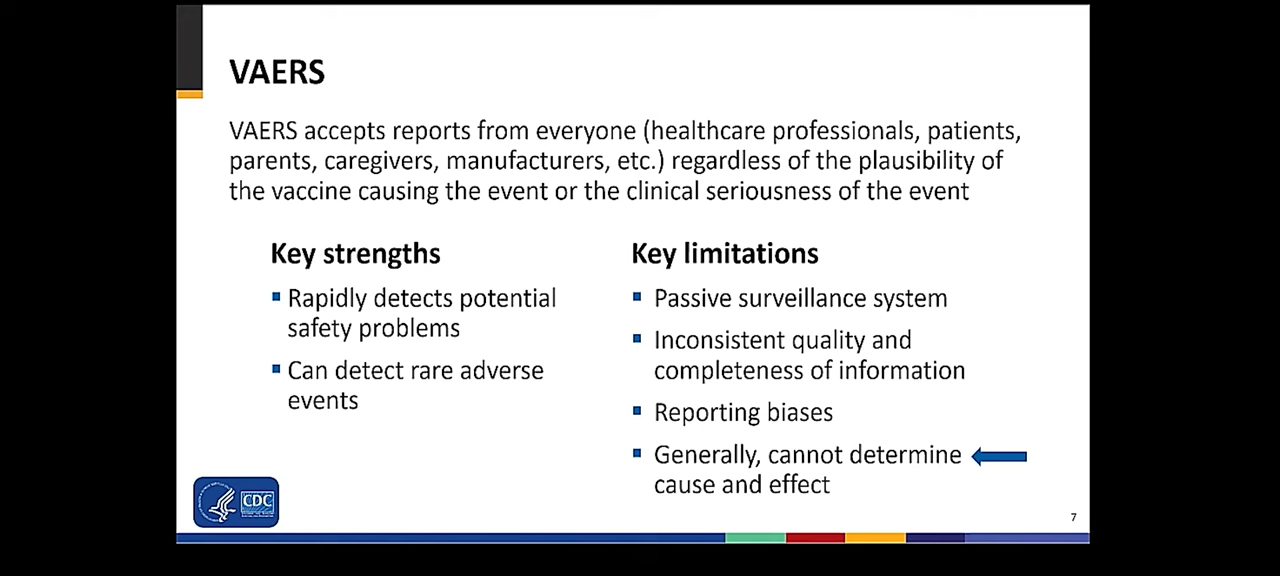 VAERS
VAERS accepts reports from everyone (healthcare professionals, patients,
parents, caregivers, manufacturers, etc.) regardless of the plausibility of
the vaccine causing the event or the clinical seriousness of the event
Key strengths
▪ Rapidly detects potential
safety problems
▪ Can detect rare adverse
events
Key limitations
▪ Passive surveillance system
▪ Inconsistent quality and
completeness of information
▪ Reporting biases
▪ Generally, cannot determine
cause and effect
CDC
7